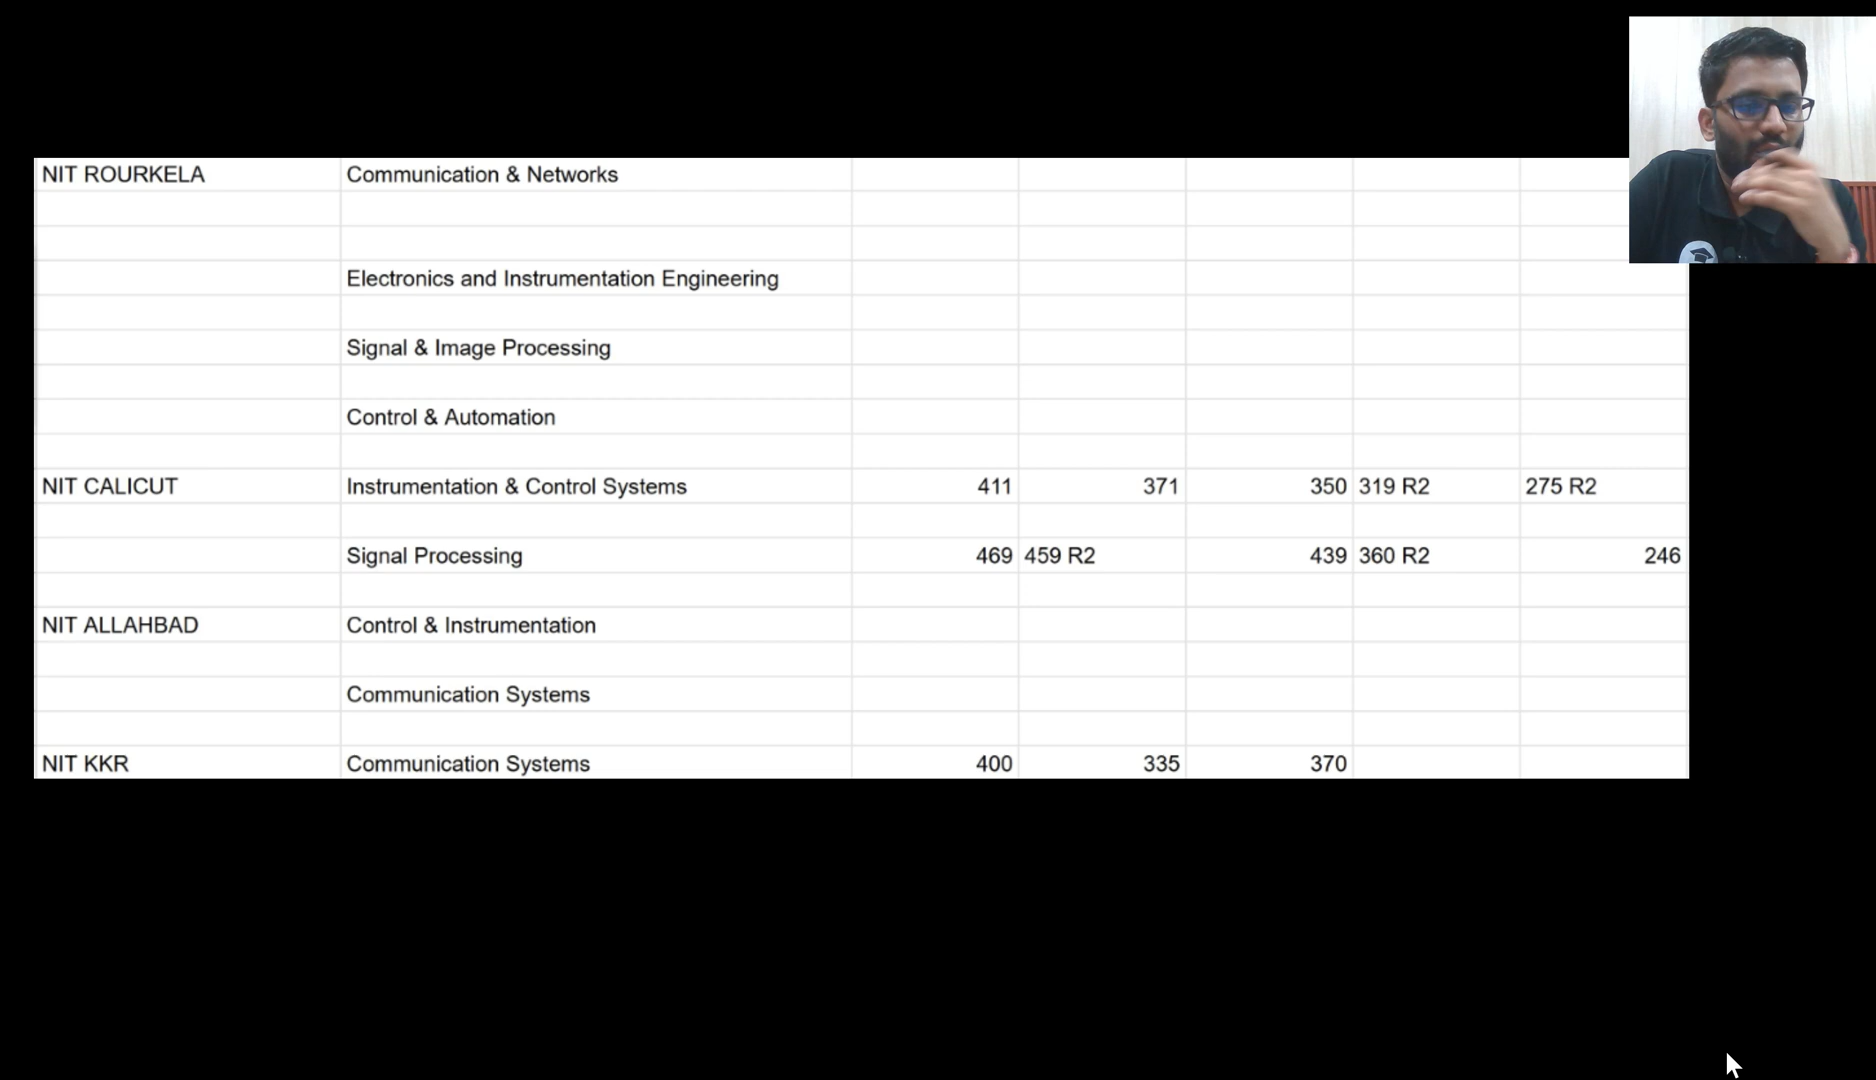 NIT ROURKELA Communication & Networks
Electronics and Instrumentation Engineering
Signal & Image Processing
Control & Automation
NIT CALICUT Instrumentation & Control Systems 411 371 350 319 R2 275 R2
Signal Processing 469 459 R2 439 360 R2 246
NIT ALLAHBAD Control & Instrumentation
Communication Systems
NIT KKR Communication Systems 400 335 370